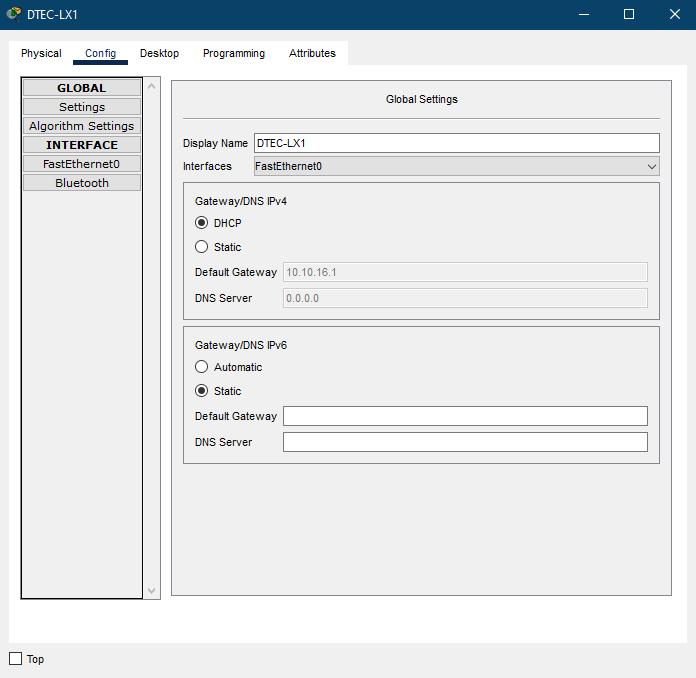 DTEC-LX1
Physical Config Desktop Programming Attributes
GLOBAL
Settings
Algorithm Settings
INTERFACE
FastEthernet0
Bluetooth
Global Settings
Display Name DTEC-LX1
Interfaces FastEthernet0
Gateway/DNS IPv4
DHCP
Static
Default Gateway 10.10.16.1
DNS Server 0.0.0.0
Gateway/DNS IPv6
Automatic
Static
Default Gateway
DNS Server
Top